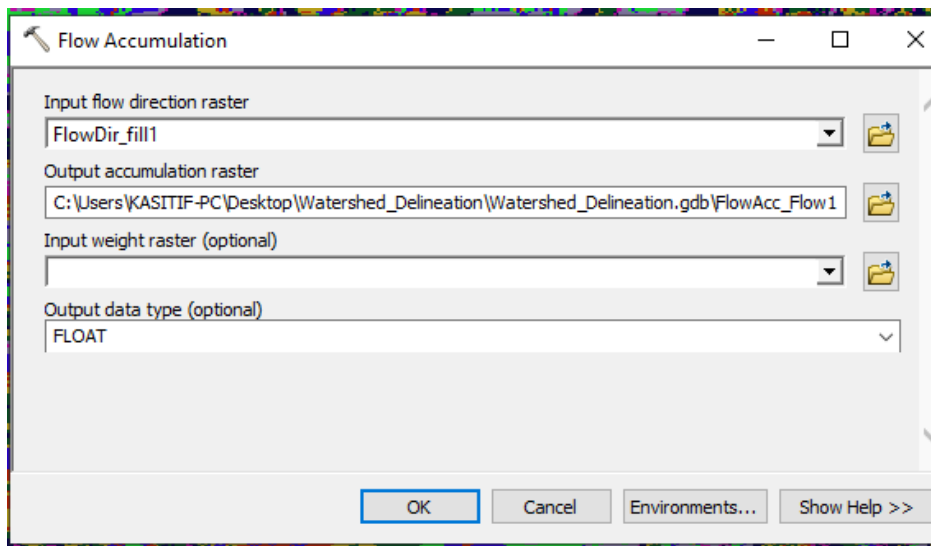 Flow Accumulation
Input flow direction raster
FlowDir_fill1
Output accumulation raster
C:\Users\KASITIF-PC\Desktop\Watershed_Delineation\Watershed_Delineation.gdb\FlowAcc_Flow1
Input weight raster (optional)
Output data type (optional)
FLOAT
OK Cancel Environments... Show Help >>